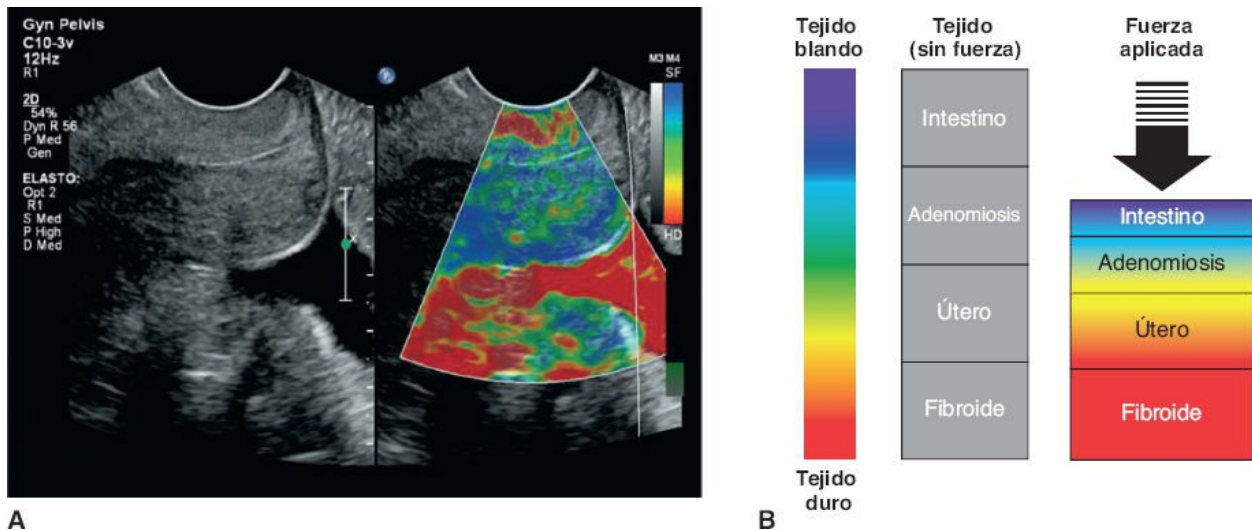 Gyn Pelvis
C10-3v
12Hz
R1
2D
54%
Dyn R 56
P Med
Gen
ELASTO:
Opt 2
R1
S Med
P High
D Med
P
M3 M4
SF
X
HD
A
Tejido
blando
Tejido
duro
Tejido
(sin fuerza)
Intestino
Adenomiosis
Útero
Fibroide
Fuerza
aplicada
Intestino
Adenomiosis
Útero
Fibroide
B